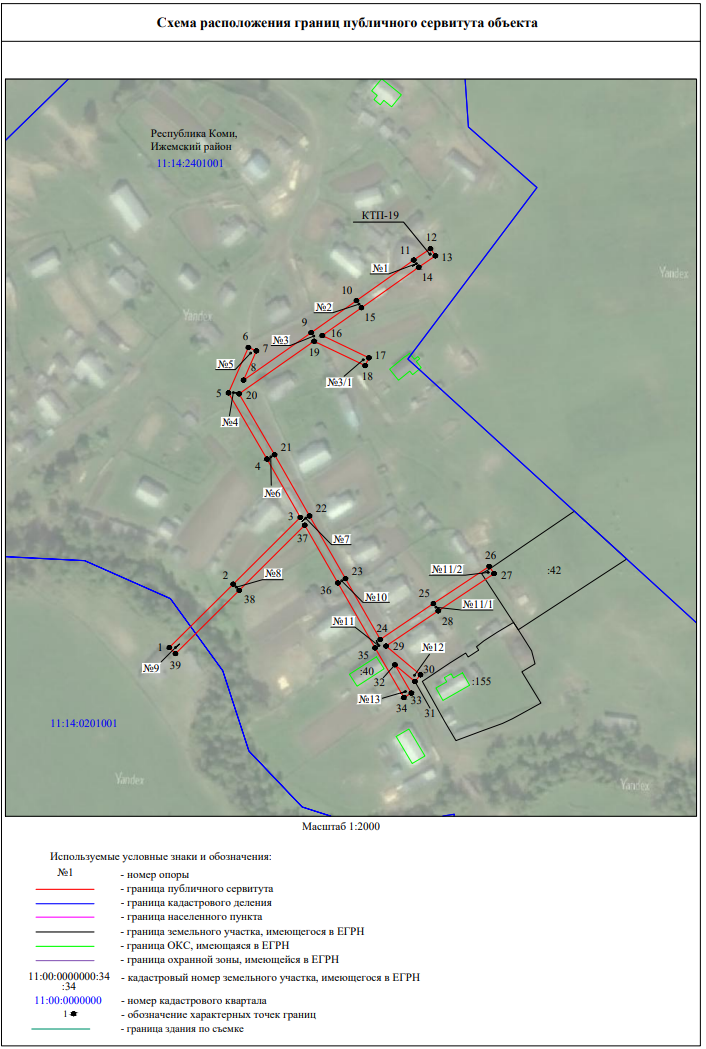 Схема расположения границ публичного сервитута объекта
Республика Коми,
Ижемский район
11:14:2401001
КТП-19
12
11
13
№1
14
Yandex
10
№2
15
Yandex
9
16
№3
6
7
19
17
№5
18
8
№3/1
5
20
№4
21
4
№6
3
22
37
№7
26
№11/2
27
:42
2
№8
23
36
38
№10
25
№11/1
28
№11
24
1
29
№12
№9
39
35
30
:40
32
:155
№13
33
34
31
11:14:0201001
Yandex
Yandex
Масштаб 1:2000
Используемые условные знаки и обозначения:
№1 - номер опоры
- граница публичного сервитута
- граница кадастрового деления
- граница населенного пункта
- граница земельного участка, имеющегося в ЕГРН
- граница ОКС, имеющаяся в ЕГРН
- граница охранной зоны, имеющейся в ЕГРН
11:00:0000000:34 - кадастровый номер земельного участка, имеющегося в ЕГРН
:34
11:00:0000000 - номер кадастрового квартала
1 - обозначение характерных точек границ
- граница здания по съемке